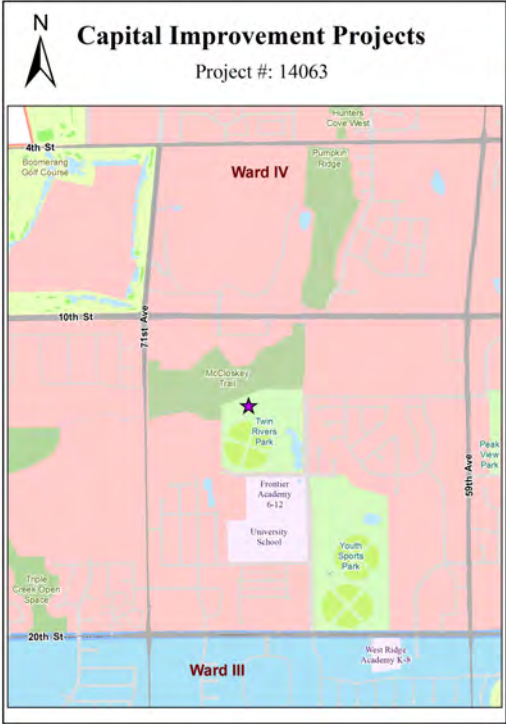 N
Capital Improvement Projects
Project #: 14063
Hunters
Cove West
4th St
Boomerang
Golf Course
Pumpkin
Ridge
Ward IV
10th St
71st Ave
McCloskey
Trail
Twin
Rivers
Park
Peak
View
Park
59th Ave
Frontier
Academy
6-12
University
School
Youth
Sports
Park
Triple
Creek Open
Space
20th St
West Ridge
Academy K-8
Ward III